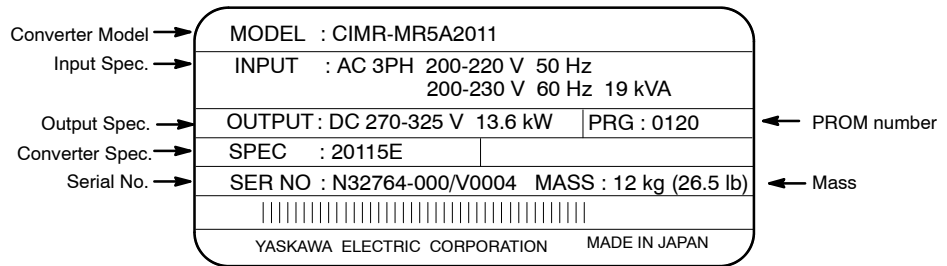 Converter Model MODEL : CIMR-MR5A2011
Input Spec. INPUT : AC 3PH 200-220 V 50 Hz
200-230 V 60 Hz 19 kVA
Output Spec. OUTPUT : DC 270-325 V 13.6 kW PRG : 0120 PROM number
Converter Spec. SPEC : 20115E
Serial No. SER NO : N32764-000/V0004 MASS : 12 kg (26.5 lb) Mass
YASKAWA ELECTRIC CORPORATION MADE IN JAPAN